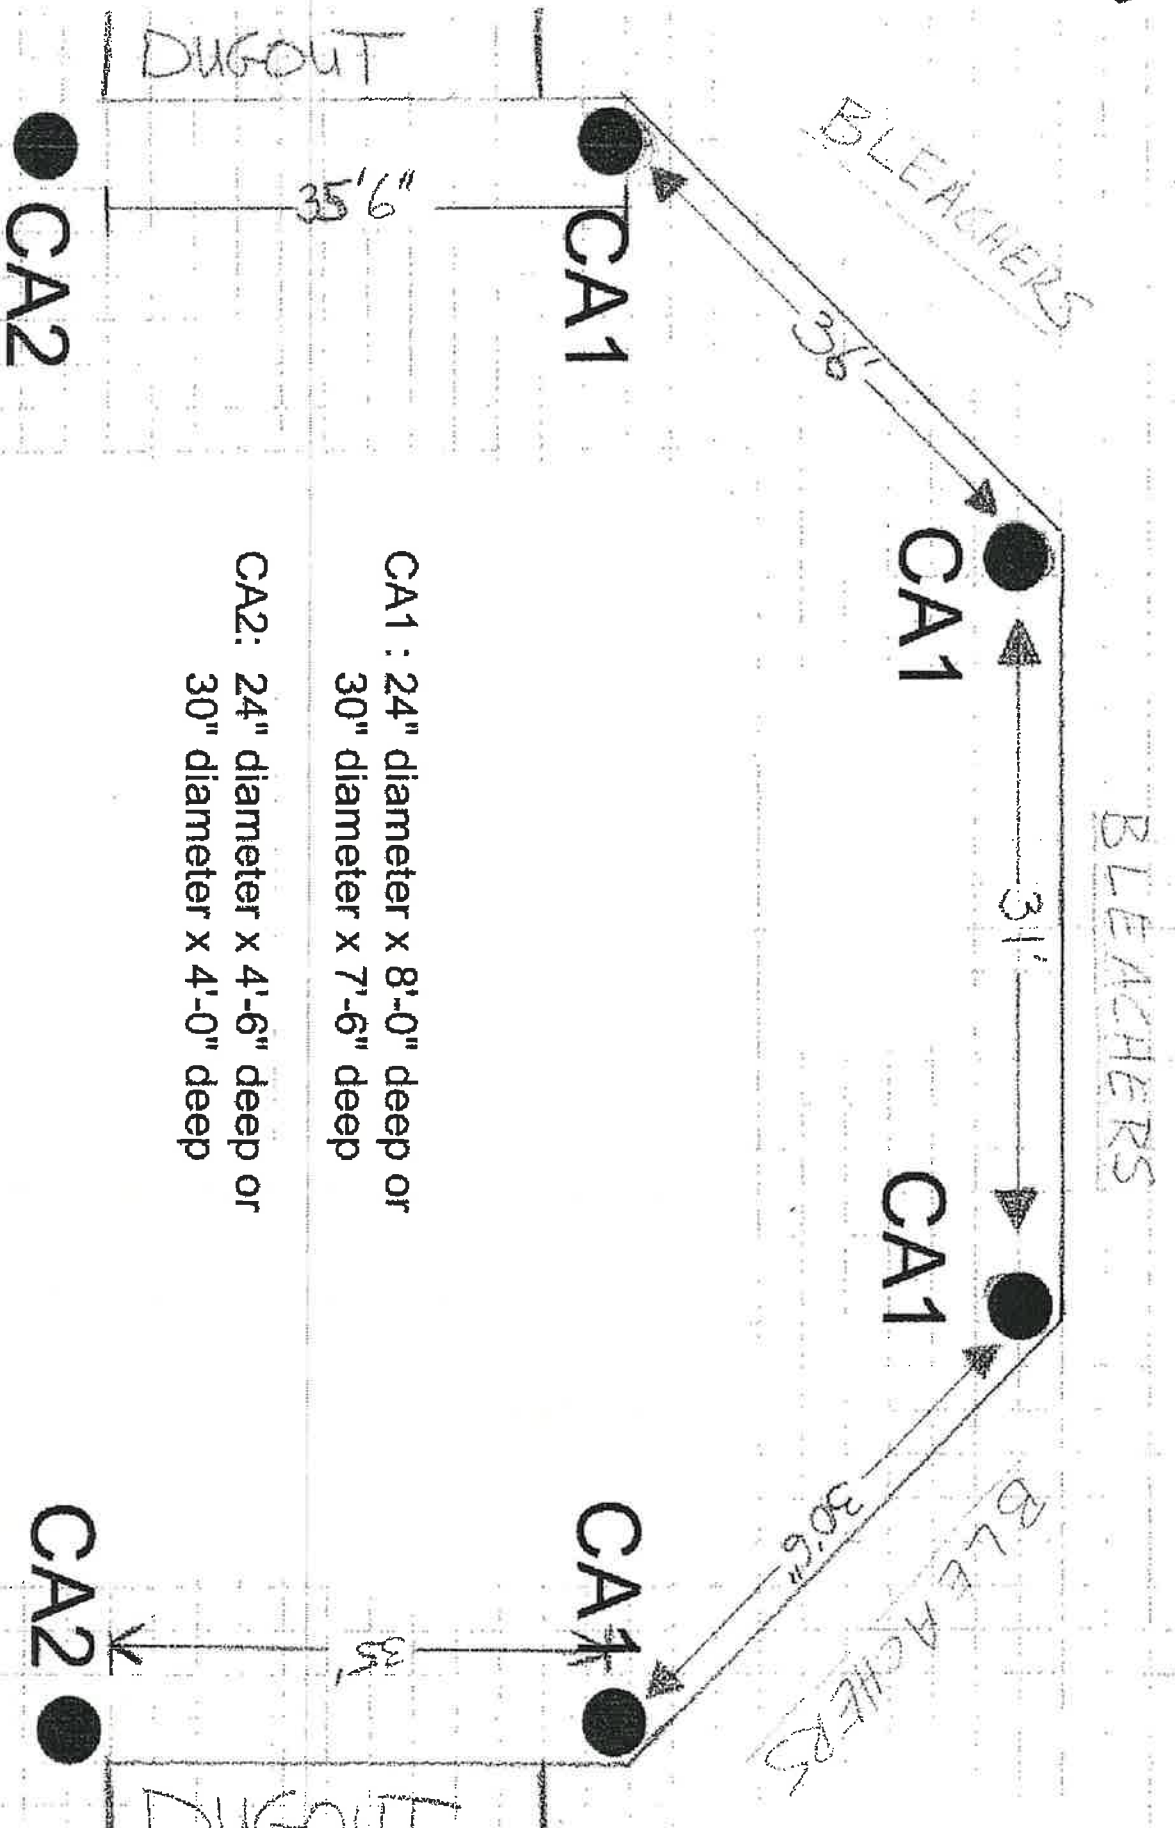 BLEACHERS
BLEACHERS
BLEACHERS
31'
CA1
CA1
30'6"
DUGOUT
35'6"
CA1
CA1
35'
DUGOUT
CA1 : 24" diameter x 8'-0" deep or
30" diameter x 7'-6" deep
CA2: 24" diameter x 4'-6" deep or
30" diameter x 4'-0" deep
CA2
CA2